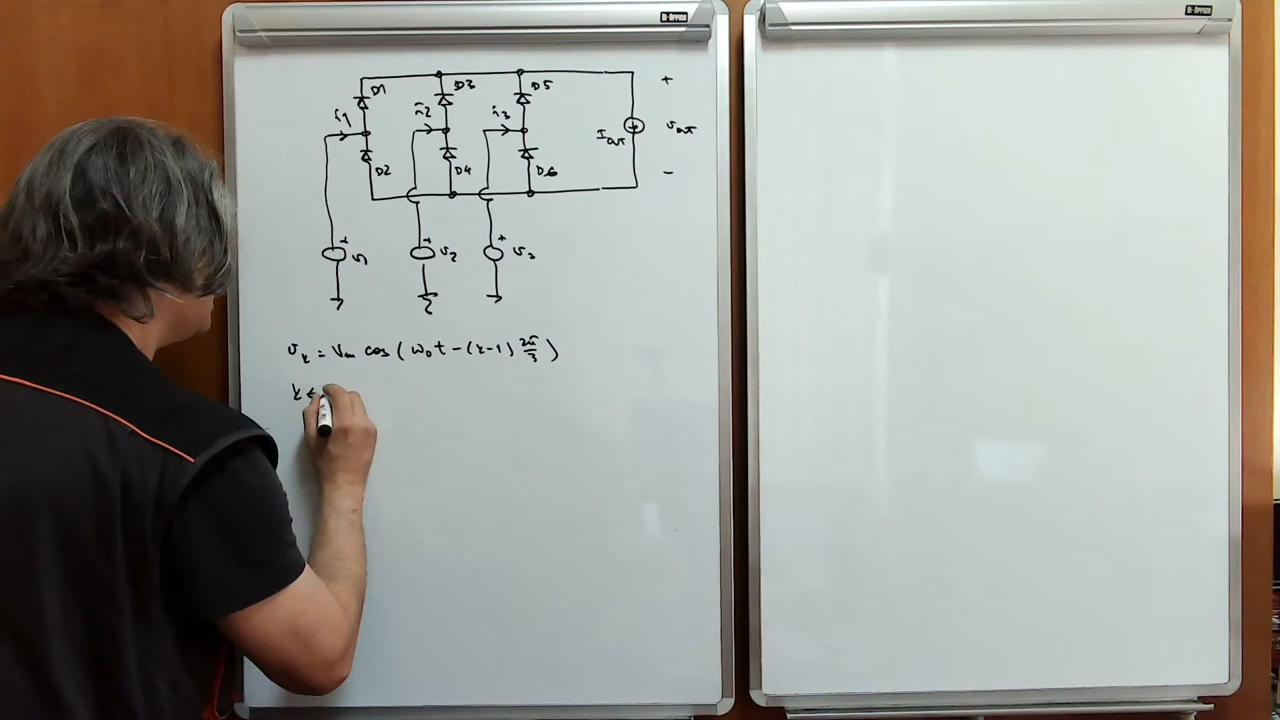 D1 D3 D5
i1 i2 i3
+
IOUT vOUT
D2 D4 D6
-
+ + +
v1 v2 v3
vk = Vm cos ( ω0 t - (k-1) 2π/3 )
k ∈